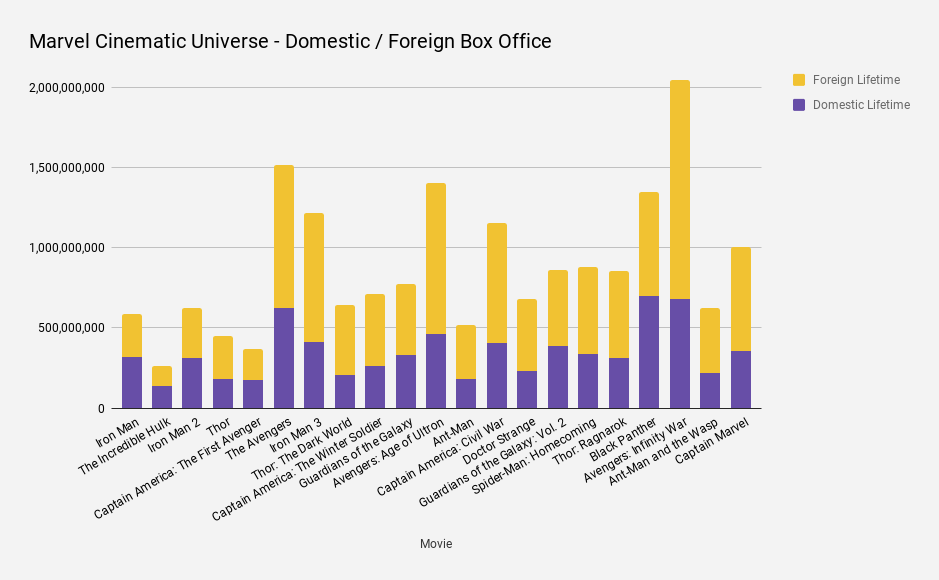 Marvel Cinematic Universe - Domestic / Foreign Box Office
Foreign Lifetime
Domestic Lifetime
2,000,000,000
1,500,000,000
1,000,000,000
500,000,000
0
Iron Man
The Incredible Hulk
Iron Man 2
Thor
Captain America: The First Avenger
The Avengers
Iron Man 3
Thor: The Dark World
Captain America: The Winter Soldier
Guardians of the Galaxy
Avengers: Age of Ultron
Ant-Man
Captain America: Civil War
Doctor Strange
Guardians of the Galaxy: Vol. 2
Spider-Man: Homecoming
Thor: Ragnarok
Black Panther
Avengers: Infinity War
Ant-Man and the Wasp
Captain Marvel
Movie